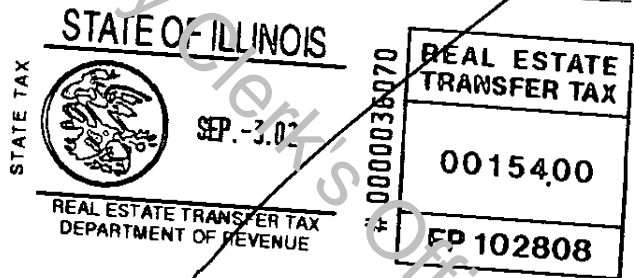 STATE OF ILLINOIS
STATE TAX
SEP.-3.02
REAL ESTATE TRANSFER TAX
DEPARTMENT OF REVENUE
# 0000036070
REAL ESTATE
TRANSFER TAX
0015400
FP 102808
Clerk's